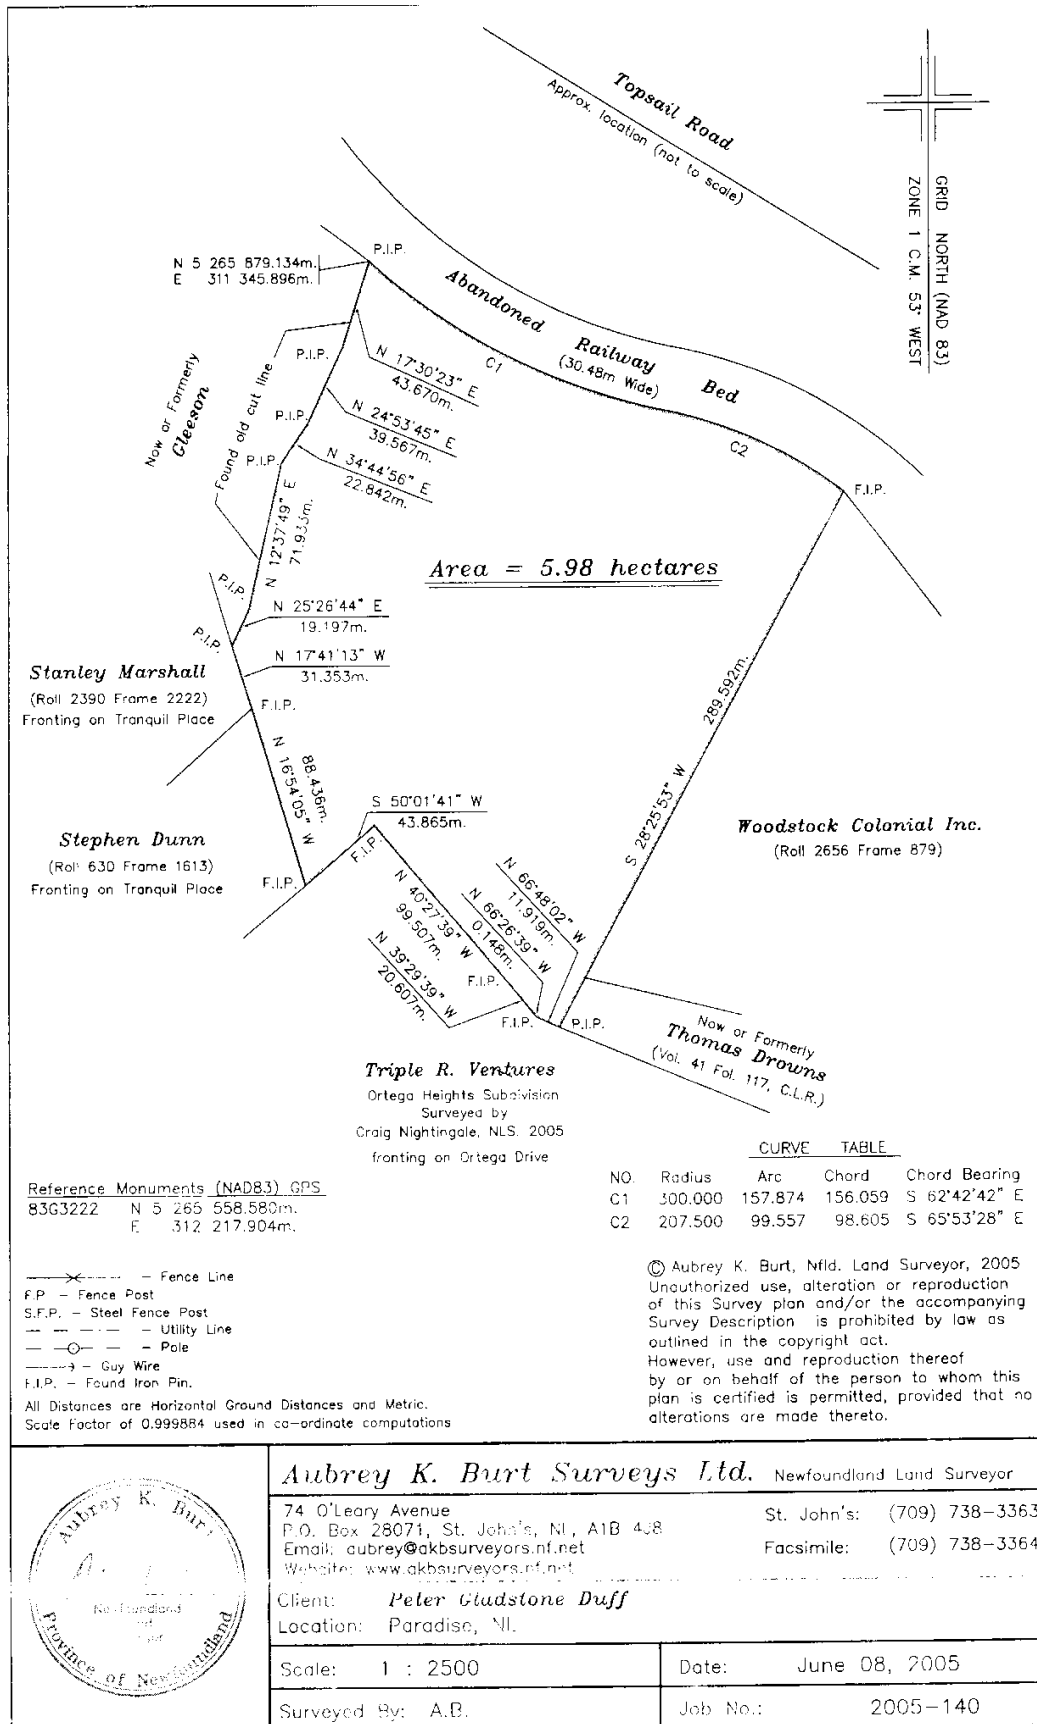 Topsail Road
Approx. location (not to scale)
GRID NORTH (NAD 83)
ZONE 1 C.M. 53° WEST
P.I.P.
N 5 265 879.134m.
E 311 345.896m.
Abandoned Railway Bed
(30.48m Wide)
C1
C2
F.I.P.
Now or Formerly
Gleeson
Found old cut line
P.I.P.
N 17°30'23" E
43.670m.
P.I.P.
N 24°53'45" E
39.567m.
P.I.P.
N 34°44'56" E
22.842m.
N 12°37'49" E
71.933m.
Area = 5.98 hectares
P.I.P.
N 25°26'44" E
19.197m.
P.I.P.
N 17°41'13" W
31.353m.
Stanley Marshall
(Roll 2390 Frame 2222)
Fronting on Tranquil Place
F.I.P.
N 16°54'05" W
88.436m.
289.592m.
S 28°25'53" W
S 50°01'41" W
43.865m.
Stephen Dunn
(Roll 630 Frame 1613)
Fronting on Tranquil Place
F.I.P.
F.I.P.
Woodstock Colonial Inc.
(Roll 2656 Frame 879)
N 66°48'02" W
11.919m.
N 66°26'39" W
0.148m.
N 40°27'39" W
99.507m.
N 39°29'39" W
20.607m.
F.I.P.
F.I.P.
P.I.P.
Now or Formerly
Thomas Drowns
(Vol. 41 Fol. 117, C.L.R.)
Triple R. Ventures
Ortega Heights Subdivision
Surveyed by
Craig Nightingale, NLS. 2005
fronting on Ortega Drive
CURVE TABLE
NO. Radius Arc Chord Chord Bearing
C1 300.000 157.874 156.059 S 62°42'42" E
C2 207.500 99.557 98.605 S 65°53'28" E
Reference Monuments (NAD83) GPS
83G3222 N 5 265 558.580m.
E 312 217.904m.
– Fence Line
F.P – Fence Post
S.F.P. – Steel Fence Post
– Utility Line
– Pole
– Guy Wire
F.I.P. – Found Iron Pin.
All Distances are Horizontal Ground Distances and Metric.
Scale Factor of 0.999884 used in co-ordinate computations
© Aubrey K. Burt, Nfld. Land Surveyor, 2005
Unauthorized use, alteration or reproduction
of this Survey plan and/or the accompanying
Survey Description is prohibited by law as
outlined in the copyright act.
However, use and reproduction thereof
by or on behalf of the person to whom this
plan is certified is permitted, provided that no
alterations are made thereto.
Aubrey K. Burt
Newfoundland
Province of Newfoundland
Aubrey K. Burt Surveys Ltd. Newfoundland Land Surveyor
74 O'Leary Avenue
P.O. Box 28071, St. John's, NL, A1B 4J8
Email: aubrey@akbsurveyors.nf.net
Website: www.akbsurveyors.nf.net
St. John's: (709) 738-3363
Facsimile: (709) 738-3364
Client: Peter Gladstone Duff
Location: Paradise, NL.
Scale: 1 : 2500
Date: June 08, 2005
Surveyed By: A.B.
Job No.: 2005-140